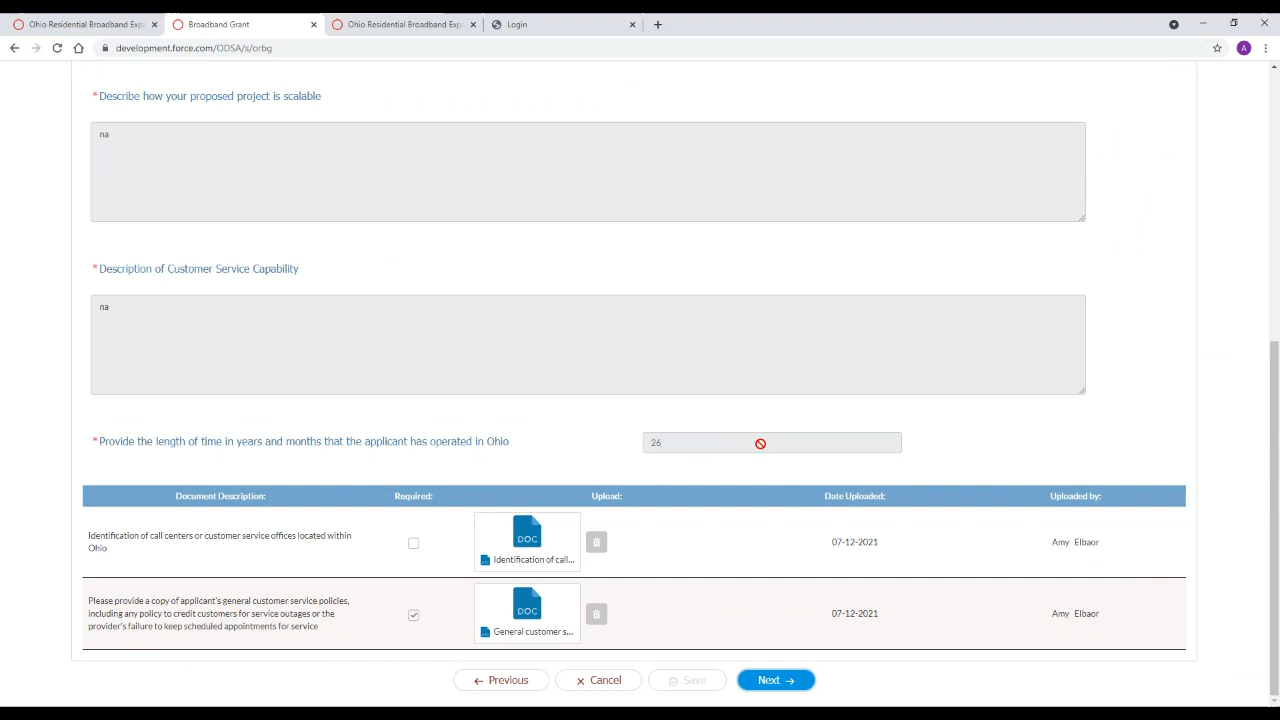 Ohio Residential Broadband Expa
Broadband Grant
Ohio Residential Broadband Expa
Login
development.force.com/ODSA/s/orbg
A
*Describe how your proposed project is scalable
na
*Description of Customer Service Capability
na
*Provide the length of time in years and months that the applicant has operated in Ohio
26
Document Description: Required: Upload: Date Uploaded: Uploaded by:
Identification of call centers or customer service offices located within
Ohio
DOC
Identification of call...
07-12-2021
Amy Elbaor
Please provide a copy of applicant's general customer service policies,
including any policy to credit customers for service outages or the
provider's failure to keep scheduled appointments for service
DOC
General customer s...
07-12-2021
Amy Elbaor
Previous Cancel Save Next